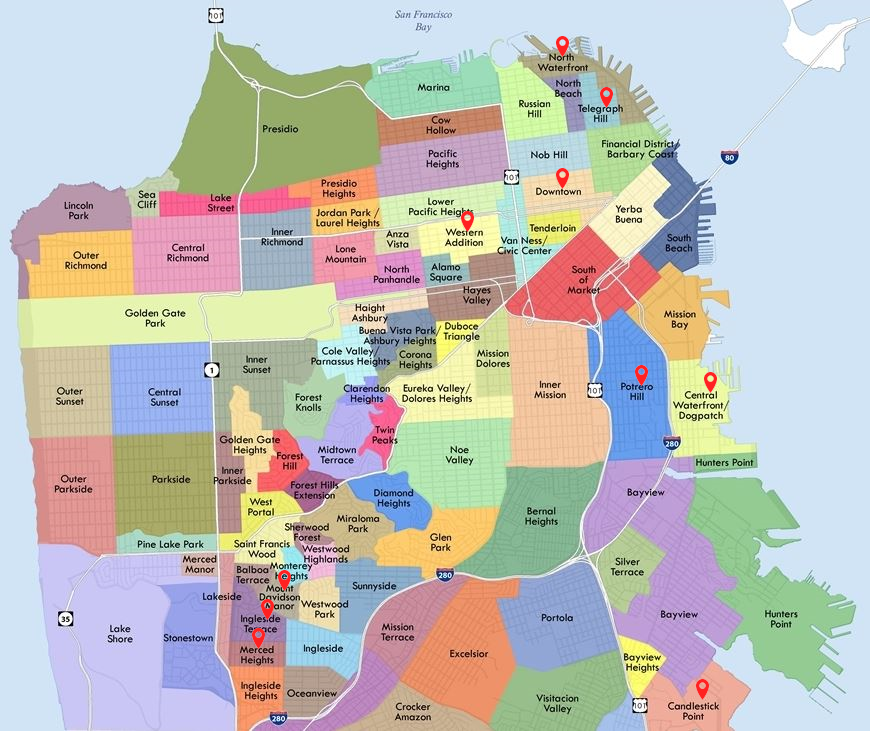 San Francisco
Bay
101
North
Waterfront
Marina
North
Beach
Russian
Hill
Telegraph
Hill
Cow
Hollow
Presidio
Pacific
Heights
Nob Hill
Financial District/
Barbary Coast
80
101
Sea
Cliff
Lake
Street
Presidio
Heights
Downtown
Lincoln
Park
Jordan Park /
Laurel Heights
Lower
Pacific Heights
Yerba
Buena
Inner
Richmond
Anza
Vista
Western
Addition
Tenderloin
Van Ness/
Civic Center
South
Beach
Outer
Richmond
Central
Richmond
Lone
Mountain
North
Panhandle
Alamo
Square
South
of
Market
Hayes
Valley
Golden Gate
Park
Haight
Ashbury
Mission
Bay
Buena Vista Park/
Ashbury Heights
Duboce
Triangle
Cole Valley/
Parnassus Heights
Corona
Heights
Mission
Dolores
1
Inner
Sunset
Outer
Sunset
Central
Sunset
Forest
Knolls
Clarendon
Heights
Eureka Valley/
Dolores Heights
Inner
Mission
101
Potrero
Hill
Central
Waterfront/
Dogpatch
Golden Gate
Heights
Twin
Peaks
280
Midtown
Terrace
Noe
Valley
Forest
Hill
Hunters Point
Outer
Parkside
Parkside
Inner
Parkside
Forest Hills
Extension
Diamond
Heights
Bayview
West
Portal
Miraloma
Park
Bernal
Heights
Sherwood
Forest
Glen
Park
Pine Lake Park
Saint Francis
Wood
Westwood
Highlands
Merced
Manor
Balboa
Terrace
Monterey
Heights
280
Silver
Terrace
Mount
Davidson
Manor
Sunnyside
Lakeside
Westwood
Park
35
Lake
Shore
Stonestown
Ingleside
Terrace
Mission
Terrace
Portola
Bayview
Hunters
Point
Merced
Heights
Ingleside
Excelsior
Bayview
Heights
Ingleside
Heights
Oceanview
Visitacion
Valley
Crocker
Amazon
101
Candlestick
Point
280